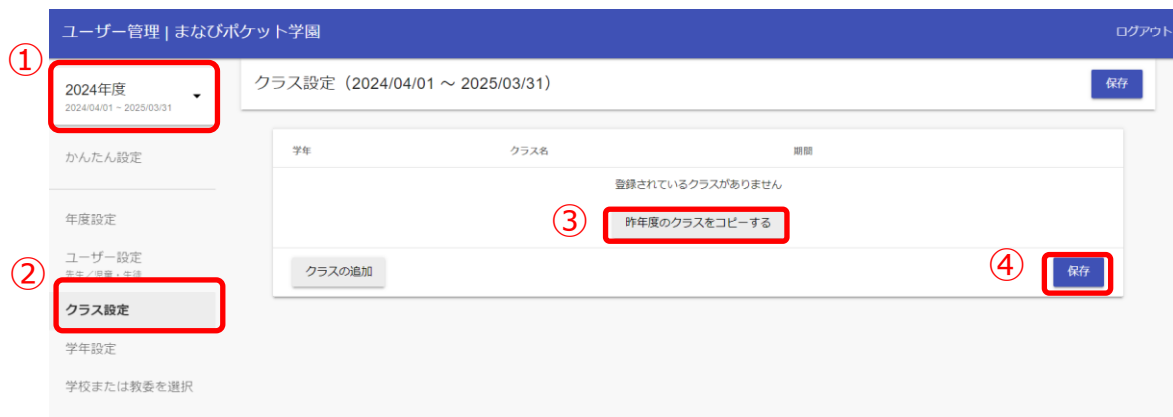 ユーザー管理 | まなびポケット学園
ログアウト
①
2024年度
2024/04/01 ~ 2025/03/31
クラス設定（2024/04/01 ～ 2025/03/31）
保存
かんたん設定
学年 クラス名 期間
登録されているクラスがありません
年度設定
③
昨年度のクラスをコピーする
ユーザー設定
先生／児童・生徒
クラスの追加
④
保存
②
クラス設定
学年設定
学校または教委を選択